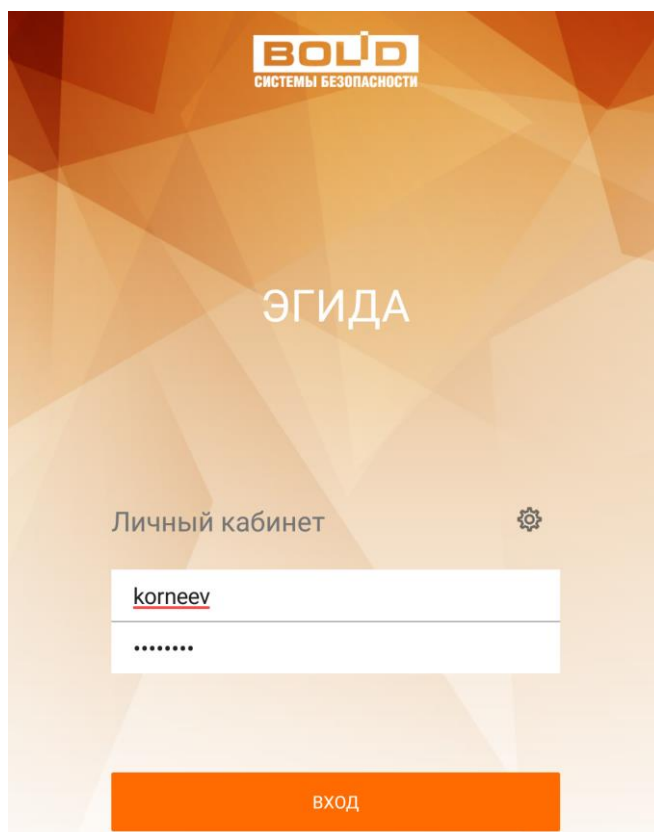 BOLID
СИСТЕМЫ БЕЗОПАСНОСТИ
ЭГИДА
Личный кабинет
korneev
••••••••
ВХОД